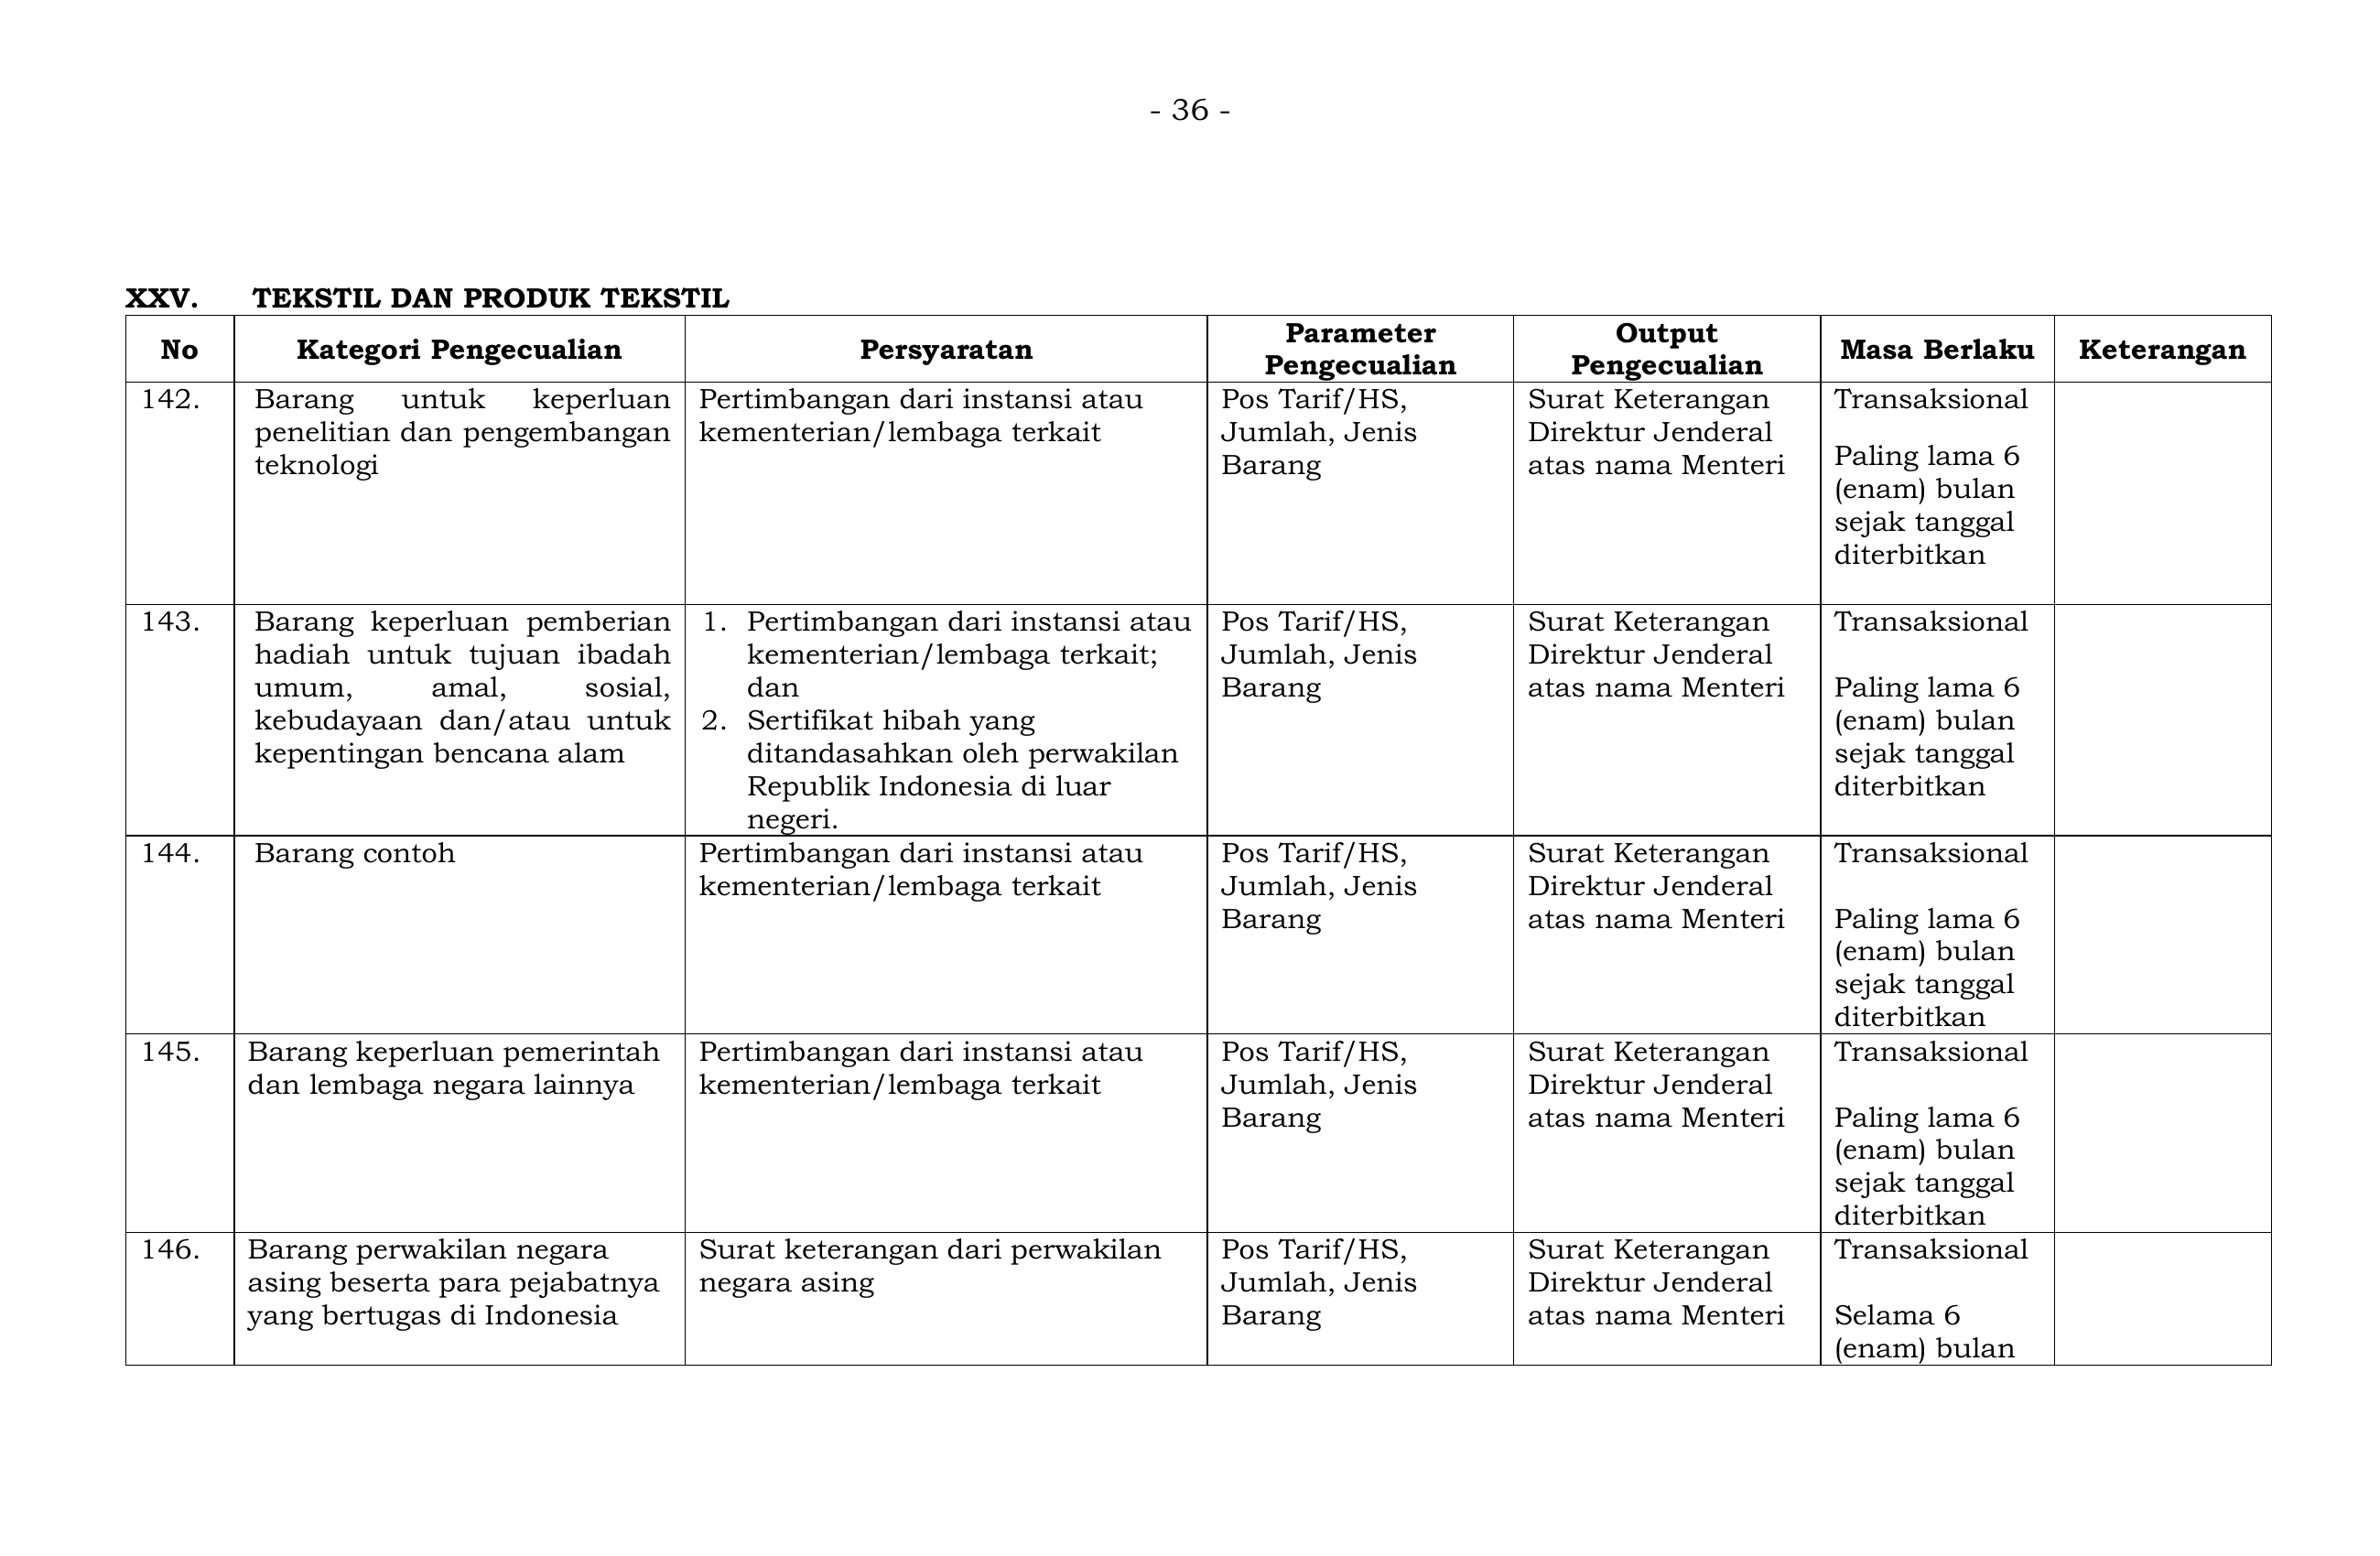 - 36 -
XXV. TEKSTIL DAN PRODUK TEKSTIL
No
Kategori Pengecualian
Persyaratan
Parameter
Pengecualian
Output
Pengecualian
Masa Berlaku
Keterangan
142.
Barang untuk keperluan
penelitian dan pengembangan
teknologi
Pertimbangan dari instansi atau
kementerian/lembaga terkait
Pos Tarif/HS,
Jumlah, Jenis
Barang
Surat Keterangan
Direktur Jenderal
atas nama Menteri
Transaksional
Paling lama 6
(enam) bulan
sejak tanggal
diterbitkan
143.
Barang keperluan pemberian
hadiah untuk tujuan ibadah
umum, amal, sosial,
kebudayaan dan/atau untuk
kepentingan bencana alam
1. Pertimbangan dari instansi atau
kementerian/lembaga terkait;
dan
2. Sertifikat hibah yang
ditandasahkan oleh perwakilan
Republik Indonesia di luar
negeri.
Pos Tarif/HS,
Jumlah, Jenis
Barang
Surat Keterangan
Direktur Jenderal
atas nama Menteri
Transaksional
Paling lama 6
(enam) bulan
sejak tanggal
diterbitkan
144.
Barang contoh
Pertimbangan dari instansi atau
kementerian/lembaga terkait
Pos Tarif/HS,
Jumlah, Jenis
Barang
Surat Keterangan
Direktur Jenderal
atas nama Menteri
Transaksional
Paling lama 6
(enam) bulan
sejak tanggal
diterbitkan
145.
Barang keperluan pemerintah
dan lembaga negara lainnya
Pertimbangan dari instansi atau
kementerian/lembaga terkait
Pos Tarif/HS,
Jumlah, Jenis
Barang
Surat Keterangan
Direktur Jenderal
atas nama Menteri
Transaksional
Paling lama 6
(enam) bulan
sejak tanggal
diterbitkan
146.
Barang perwakilan negara
asing beserta para pejabatnya
yang bertugas di Indonesia
Surat keterangan dari perwakilan
negara asing
Pos Tarif/HS,
Jumlah, Jenis
Barang
Surat Keterangan
Direktur Jenderal
atas nama Menteri
Transaksional
Selama 6
(enam) bulan